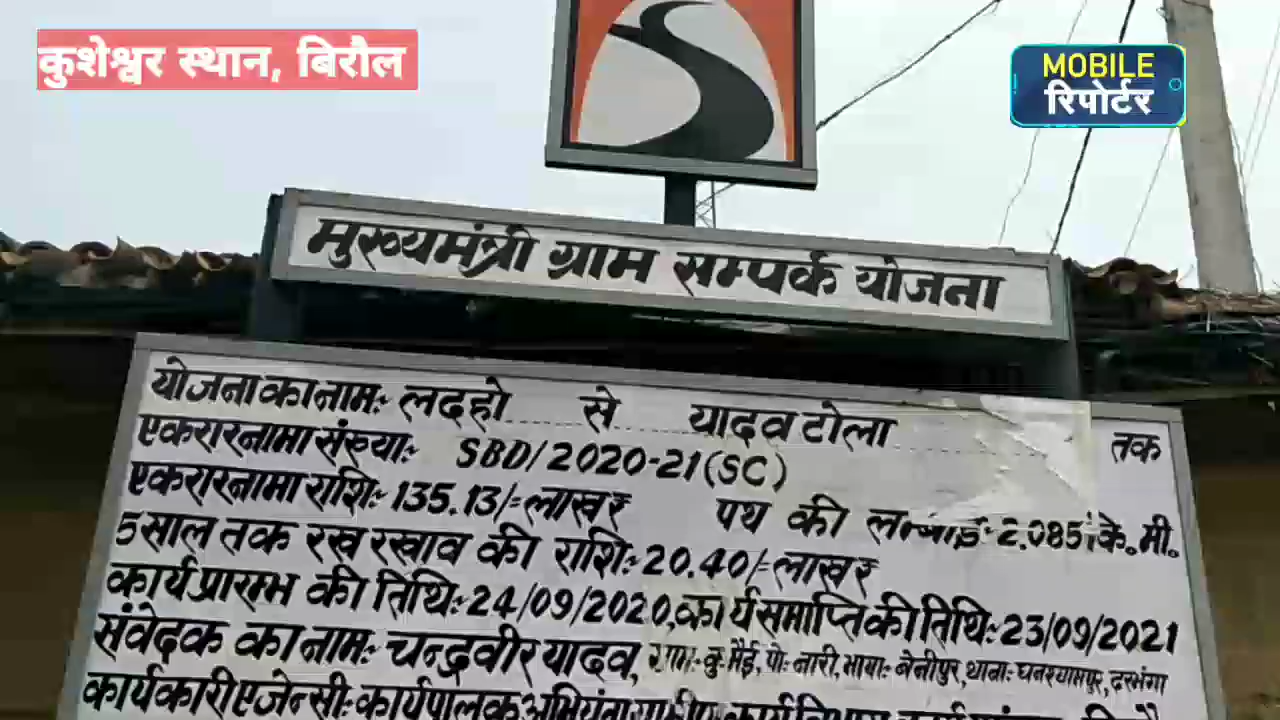 कुशेश्वर स्थान, बिरौल
MOBILE
रिपोर्टर
मुख्यमंत्री ग्राम सम्पर्क योजना
योजना का नाम:- लदहो से यादव टोला तक
एकरारनामा संख्या:- SBD/2020-21(SC)
एकरारनामा राशि:- 135.13/-लाख ₹ पथ की लम्बाई-2.085 कि.मी.
5 साल तक रख रखाव की राशि:- 20.40/=लाख ₹
कार्य प्रारम्भ की तिथि:- 24/09/2020, कार्य समाप्ति की तिथि:- 23/09/2021
संवेदक का नाम:- चन्द्रवीर यादव, ग्राम:- कुमैई, पो:- नारी, भाया:- बेनीपुर, थाना:- घनश्यामपुर, दरभंगा
कार्यकारी एजेन्सी:- कार्यपालक अभियंता ग्रामीण कार्य विभाग कार्य